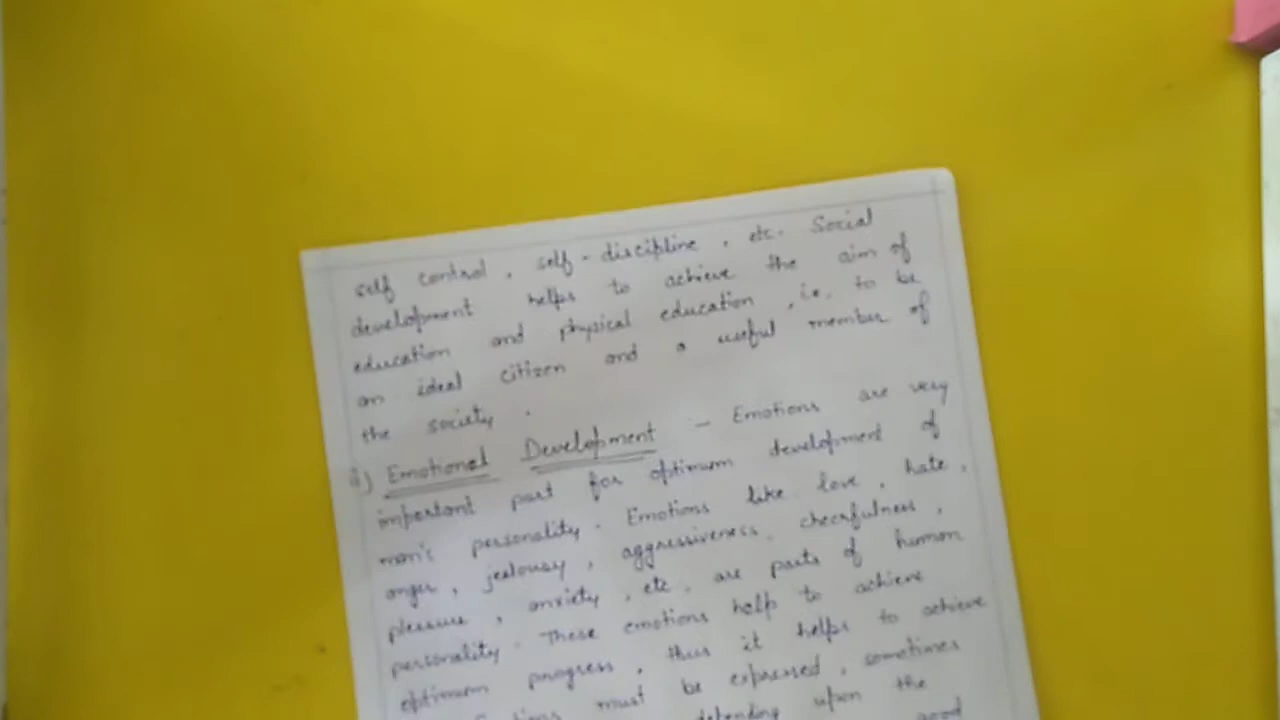 self control, self-discipline, etc. Social
development helps to achieve the aim of
education and physical education, i.e. to be
an ideal citizen and a useful member of
the society.
ii) Emotional Development - Emotions are very
important part for optimum development of
man's personality. Emotions like love, hate,
anger, jealousy, aggressiveness, cheerfulness,
pleasure, anxiety, etc. are parts of human
personality. These emotions help to achieve
optimum progress, thus it helps to achieve
must be expressed, sometimes
depending upon the
good